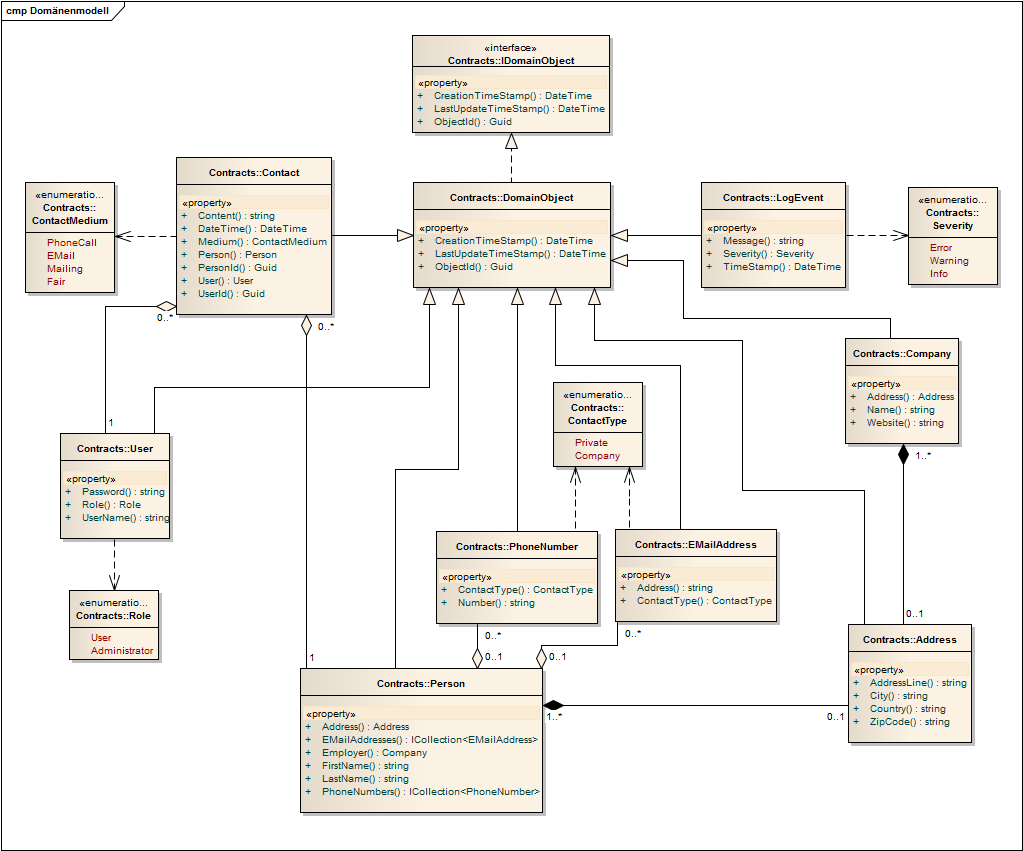 cmp Domänenmodell
«interface»
Contracts::IDomainObject
«property»
+ CreationTimeStamp() : DateTime
+ LastUpdateTimeStamp() : DateTime
+ ObjectId() : Guid
«enumeratio...
Contracts::
ContactMedium
PhoneCall
EMail
Mailing
Fair
Contracts::Contact
«property»
+ Content() : string
+ DateTime() : DateTime
+ Medium() : ContactMedium
+ Person() : Person
+ PersonId() : Guid
+ User() : User
+ UserId() : Guid
Contracts::DomainObject
«property»
+ CreationTimeStamp() : DateTime
+ LastUpdateTimeStamp() : DateTime
+ ObjectId() : Guid
Contracts::LogEvent
«property»
+ Message() : string
+ Severity() : Severity
+ TimeStamp() : DateTime
«enumeratio...
Contracts::
Severity
Error
Warning
Info
0..*
0..*
Contracts::Company
«property»
+ Address() : Address
+ Name() : string
+ Website() : string
1..*
«enumeratio...
Contracts::
ContactType
Private
Company
1
Contracts::User
«property»
+ Password() : string
+ Role() : Role
+ UserName() : string
Contracts::PhoneNumber
«property»
+ ContactType() : ContactType
+ Number() : string
Contracts::EMailAddress
«property»
+ Address() : string
+ ContactType() : ContactType
«enumeratio...
Contracts::Role
User
Administrator
0..1
Contracts::Address
«property»
+ AddressLine() : string
+ City() : string
+ Country() : string
+ ZipCode() : string
0..*
0..*
1
0..1
0..1
Contracts::Person
«property»
+ Address() : Address
+ EMailAddresses() : ICollection<EMailAddress>
+ Employer() : Company
+ FirstName() : string
+ LastName() : string
+ PhoneNumbers() : ICollection<PhoneNumber>
1..*
0..1